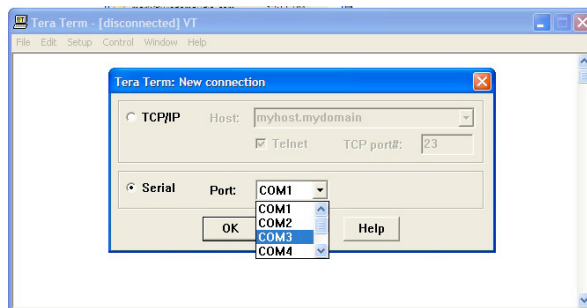 Tera Term - [disconnected] VT
File Edit Setup Control Window Help
Tera Term: New connection
TCP/IP Host: myhost.mydomain
Telnet TCP port#: 23
Serial Port: COM1
COM1
COM2
COM3
COM4
OK Help